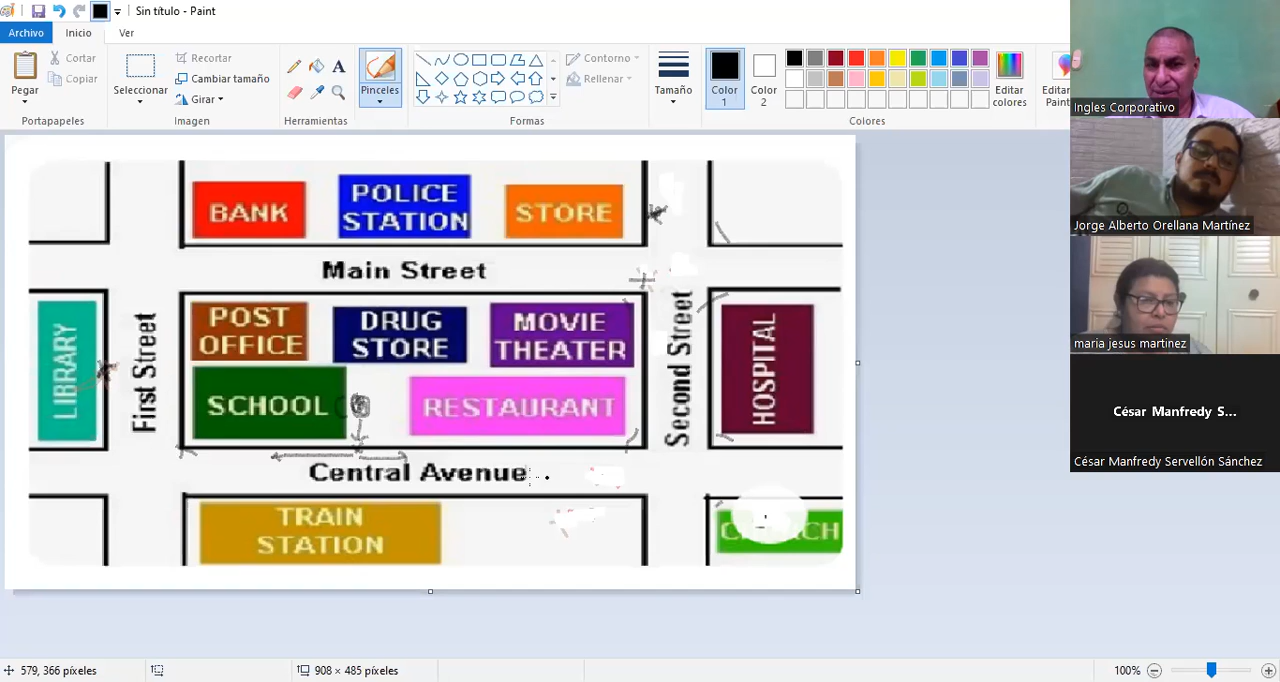 Sin título - Paint
Archivo
Inicio
Ver
Pegar
Cortar
Copiar
Portapapeles
Seleccionar
Recortar
Cambiar tamaño
Girar
Imagen
Herramientas
Pinceles
Contorno
Rellenar
Formas
Tamaño
Color
1
Color
2
Colores
Editar
colores
Editar
Paint
BANK
POLICE
STATION
STORE
Main Street
POST
OFFICE
DRUG
STORE
MOVIE
THEATER
LIBRARY
First Street
SCHOOL
RESTAURANT
Second Street
HOSPITAL
Central Avenue
TRAIN
STATION
Ingles Corporativo
Jorge Alberto Orellana Martínez
maria jesus martinez
César Manfredy S...
César Manfredy Servellón Sánchez
579, 366 píxeles
908 × 485 píxeles
100%